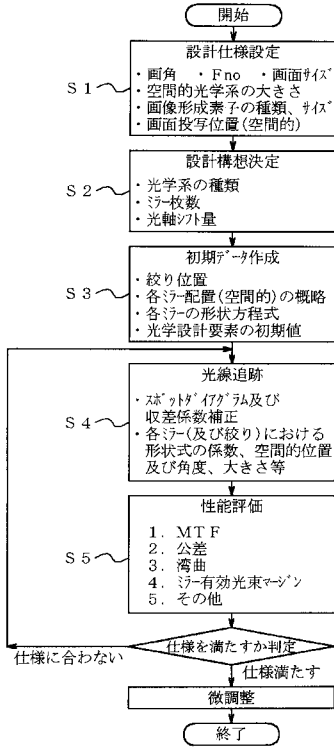 開始
設計仕様設定
S1
・画角 ・Fno ・画面ｻｲｽﾞ
・空間的光学系の大きさ
・画像形成素子の種類、ｻｲｽﾞ
・画面投写位置(空間的)
設計構想決定
S2
・光学系の種類
・ﾐﾗｰ枚数
・光軸ｼﾌﾄ量
初期ﾃﾞｰﾀ作成
S3
・絞り位置
・各ﾐﾗｰ配置(空間的)の概略
・各ﾐﾗｰの形状方程式
・光学設計要素の初期値
光線追跡
S4
・ｽﾎﾟｯﾄﾀﾞｲｱｸﾞﾗﾑ及び
収差係数補正
・各ﾐﾗｰ(及び絞り)における
形状式の係数、空間的位置
及び角度、大きさ等
性能評価
S5
1. MTF
2. 公差
3. 湾曲
4. ﾐﾗｰ有効光束ﾏｰｼﾞﾝ
5. その他
仕様を満たすか判定
仕様に合わない
仕様満たす
微調整
終了